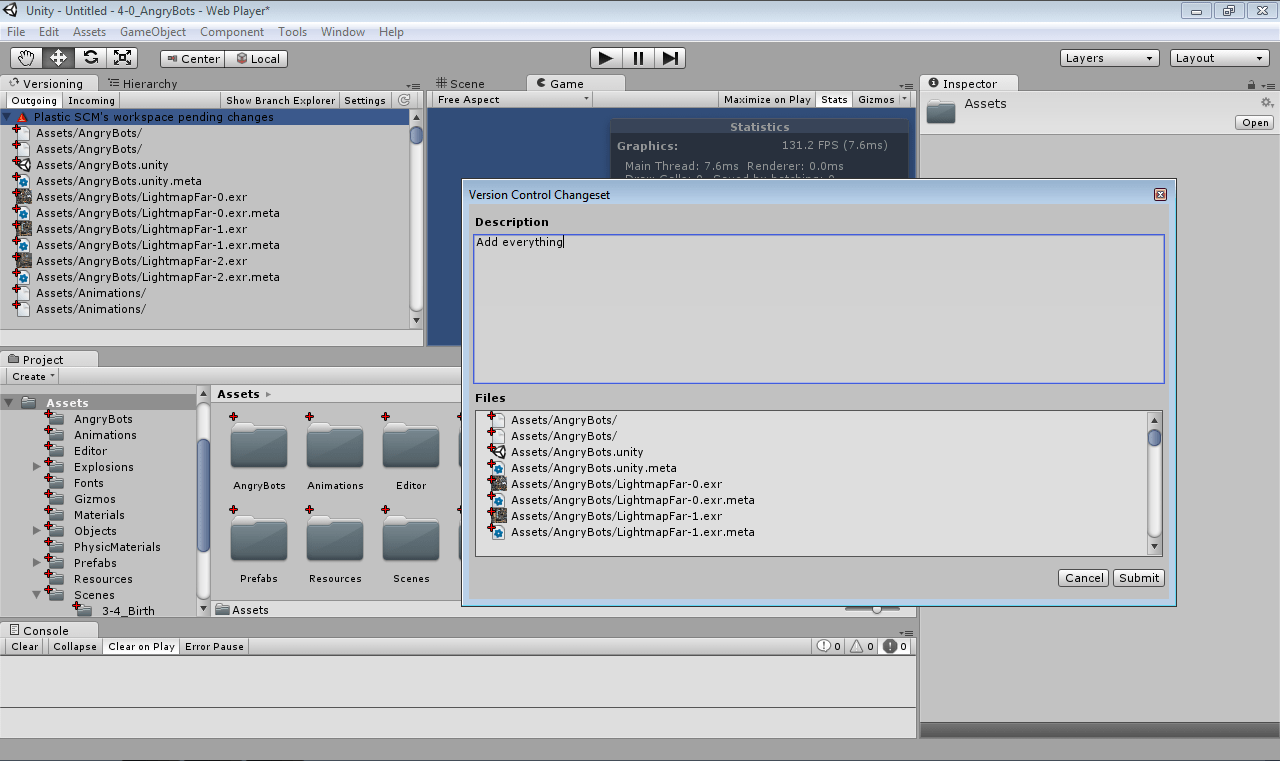 Unity - Untitled - 4-0_AngryBots - Web Player*
File Edit Assets GameObject Component Tools Window Help
Center Local Layers Layout
Versioning Hierarchy
Outgoing Incoming Show Branch Explorer Settings
Plastic SCM's workspace pending changes
Assets/AngryBots/
Assets/AngryBots/
Assets/AngryBots.unity
Assets/AngryBots.unity.meta
Assets/AngryBots/LightmapFar-0.exr
Assets/AngryBots/LightmapFar-0.exr.meta
Assets/AngryBots/LightmapFar-1.exr
Assets/AngryBots/LightmapFar-1.exr.meta
Assets/AngryBots/LightmapFar-2.exr
Assets/AngryBots/LightmapFar-2.exr.meta
Assets/Animations/
Assets/Animations/
Scene Game
Free Aspect Maximize on Play Stats Gizmos
Statistics
Graphics: 131.2 FPS (7.6ms)
Main Thread: 7.6ms Renderer: 0.0ms
Inspector
Assets
Open
Version Control Changeset
Description
Add everything
Files
Assets/AngryBots/
Assets/AngryBots/
Assets/AngryBots.unity
Assets/AngryBots.unity.meta
Assets/AngryBots/LightmapFar-0.exr
Assets/AngryBots/LightmapFar-0.exr.meta
Assets/AngryBots/LightmapFar-1.exr
Assets/AngryBots/LightmapFar-1.exr.meta
Cancel Submit
Project
Create
Assets
AngryBots
Animations
Editor
Explosions
Fonts
Gizmos
Materials
Objects
PhysicMaterials
Prefabs
Resources
Scenes
3-4_Birth
Assets
AngryBots Animations Editor
Prefabs Resources Scenes
Assets
Console
Clear Collapse Clear on Play Error Pause 0 0 0